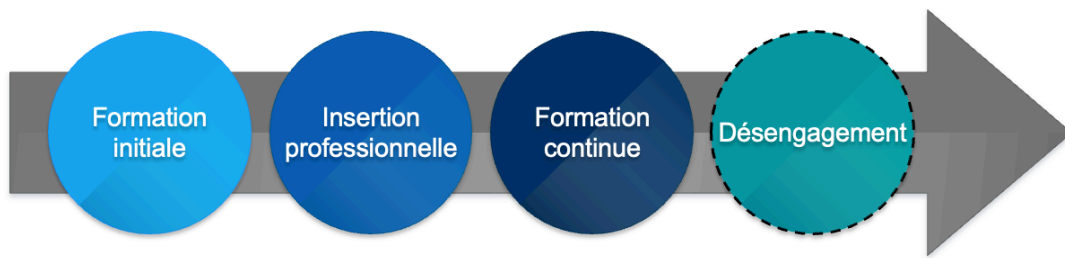 Formation
initiale
Insertion
professionnelle
Formation
continue
Désengagement